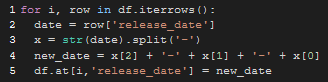 1 for i, row in df.iterrows():
2 date = row['release_date']
3 x = str(date).split('-')
4 new_date = x[2] + '-' + x[1] + '-' + x[0]
5 df.at[i,'release_date'] = new_date